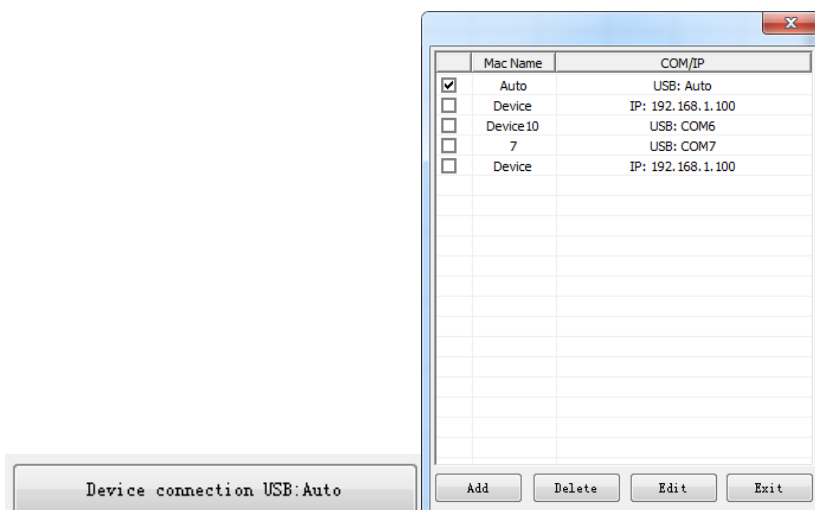 Mac Name COM/IP
Auto USB: Auto
Device IP: 192.168.1.100
Device10 USB: COM6
7 USB: COM7
Device IP: 192.168.1.100
Device connection USB:Auto
Add Delete Edit Exit